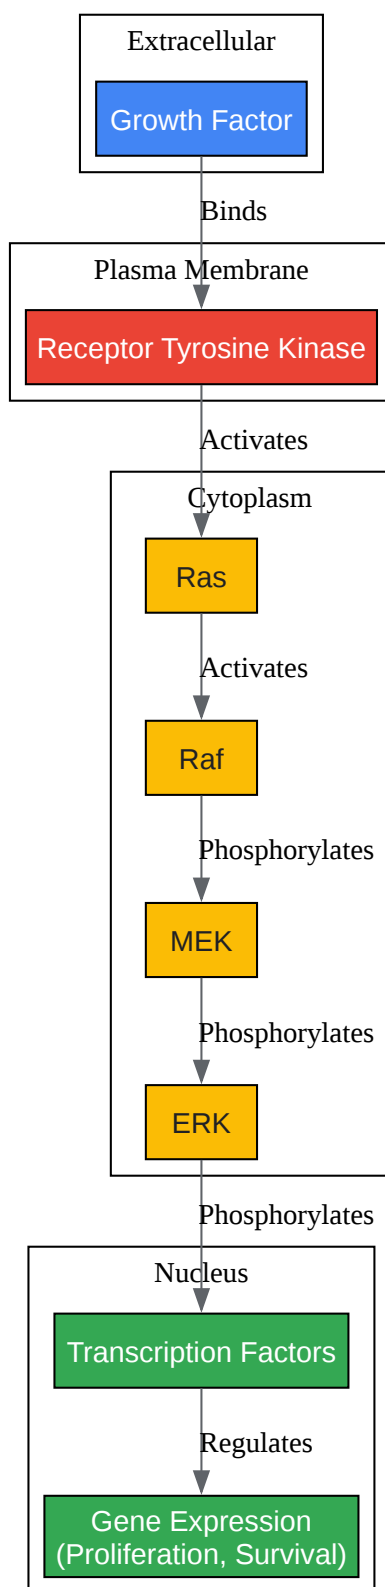 Extracellular
Growth Factor
Binds
Plasma Membrane
Receptor Tyrosine Kinase
Activates
Cytoplasm
Ras
Activates
Raf
Phosphorylates
MEK
Phosphorylates
ERK
Phosphorylates
Nucleus
Transcription Factors
Regulates
Gene Expression
(Proliferation, Survival)